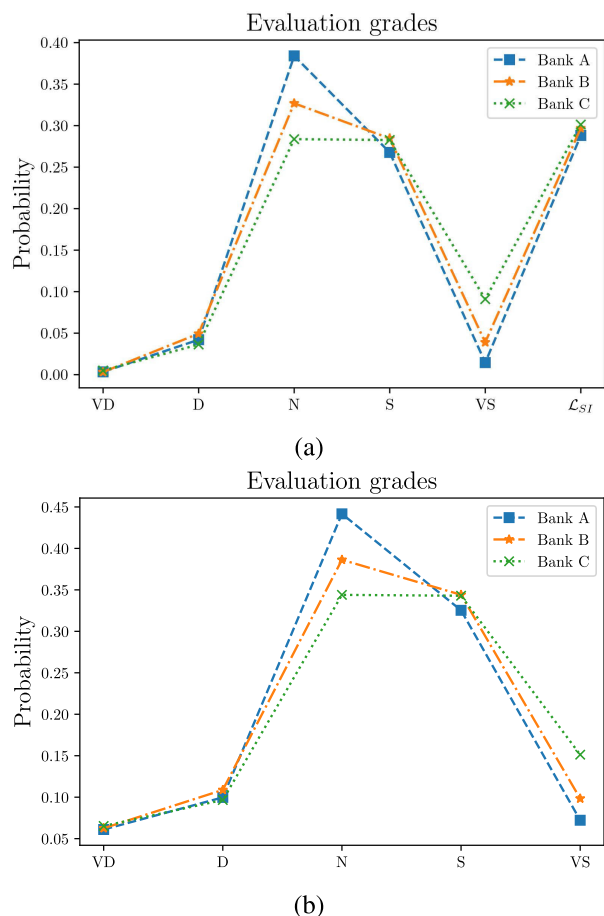 Evaluation grades
0.40
0.35
0.30
0.25
0.20
0.15
0.10
0.05
0.00
Probability
Bank A
Bank B
Bank C
VD D N S VS ℒSI
(a)
Evaluation grades
0.45
0.40
0.35
0.30
0.25
0.20
0.15
0.10
0.05
Probability
Bank A
Bank B
Bank C
VD D N S VS
(b)